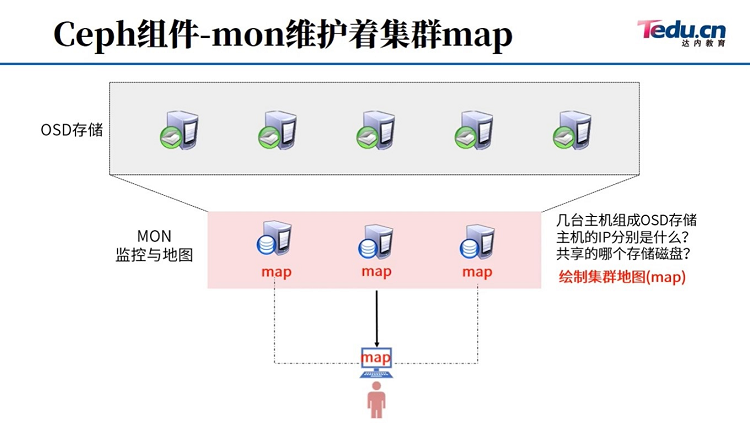 Ceph组件-mon维护着集群map
Tedu.cn
达内教育
OSD存储
MON
监控与地图
map
map
map
几台主机组成OSD存储
主机的IP分别是什么?
共享的哪个存储磁盘?
绘制集群地图(map)
map